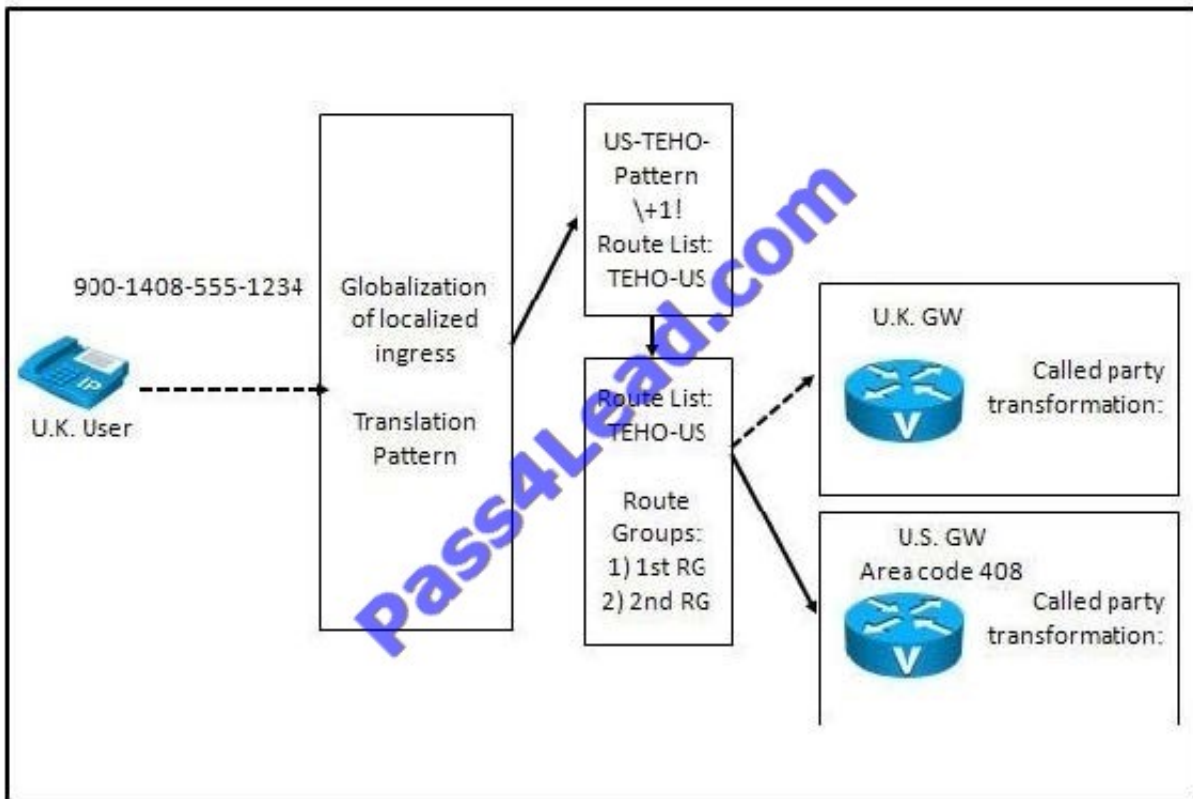 900-1408-555-1234
IP
U.K. User
Globalization
of localized
ingress
Translation
Pattern
US-TEHO-
Pattern
\+1!
Route List:
TEHO-US
Route List:
TEHO-US
Route
Groups:
1) 1st RG
2) 2nd RG
U.K. GW
Called party
transformation:
V
U.S. GW
Area code 408
Called party
transformation:
V
Pass4Lead.com